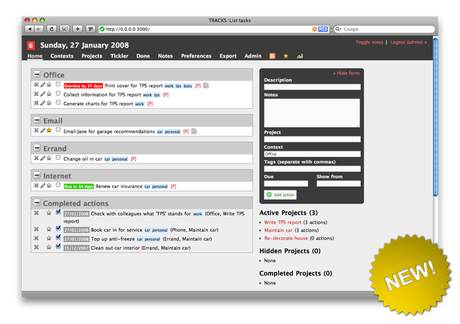 TRACKS: List tasks
http://0.0.0.0:3000/
RSS
Google
6 Sunday, 27 January 2008
Toggle notes | Logout (admin) »
Home Contexts Projects Tickler Done Notes Preferences Export Admin
« Hide form
Office
Overdue by 37 days Print cover for TPS report work tps boss [P]
Collect information for TPS report work tps [P]
Generate charts for TPS report work [P]
Email
Email Jane for garage recommendations car personal [P]
Errand
Change oil in car car personal [P]
Internet
Due in 34 days Renew car insurance car personal [P]
Completed actions
27/01/2008 Check with colleagues what 'TPS' stands for work (Office, Write TPS
report)
27/01/2008 Book car in for service car personal (Phone, Maintain car)
27/01/2008 Top up anti-freeze car personal (Errand, Maintain car)
15/12/2007 Clean out car interior (Errand, Maintain car)
Description
Notes
Project
Context
Office
Tags (separate with commas)
Due Show from
Add action
Active Projects (3)
Write TPS report (3 actions)
Maintain car (3 actions)
Re-decorate house (0 actions)
Hidden Projects (0)
None
Completed Projects (0)
None
NEW!